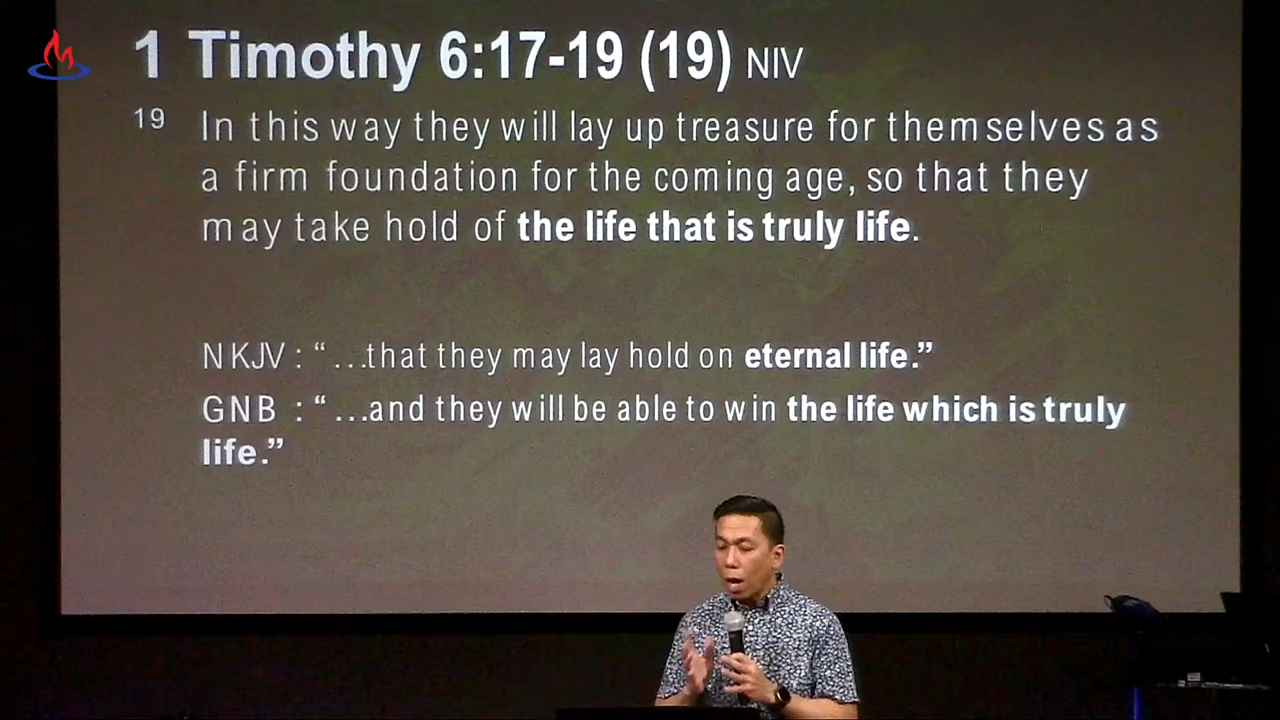 1 Timothy 6:17-19 (19) NIV
19 In this way they will lay up treasure for themselves as
a firm foundation for the coming age, so that they
may take hold of the life that is truly life.
NKJV : “ …that they may lay hold on eternal life.”
GNB : “ …and they will be able to win the life which is truly
life.”